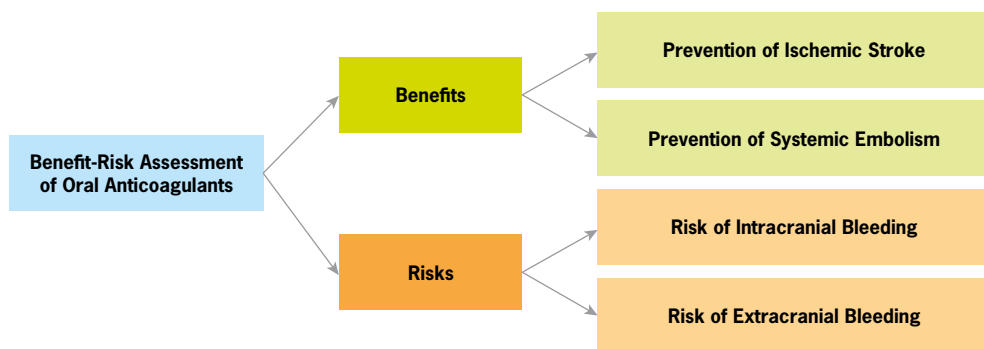 Benefit-Risk Assessment
of Oral Anticoagulants
Benefits
Prevention of Ischemic Stroke
Prevention of Systemic Embolism
Risks
Risk of Intracranial Bleeding
Risk of Extracranial Bleeding